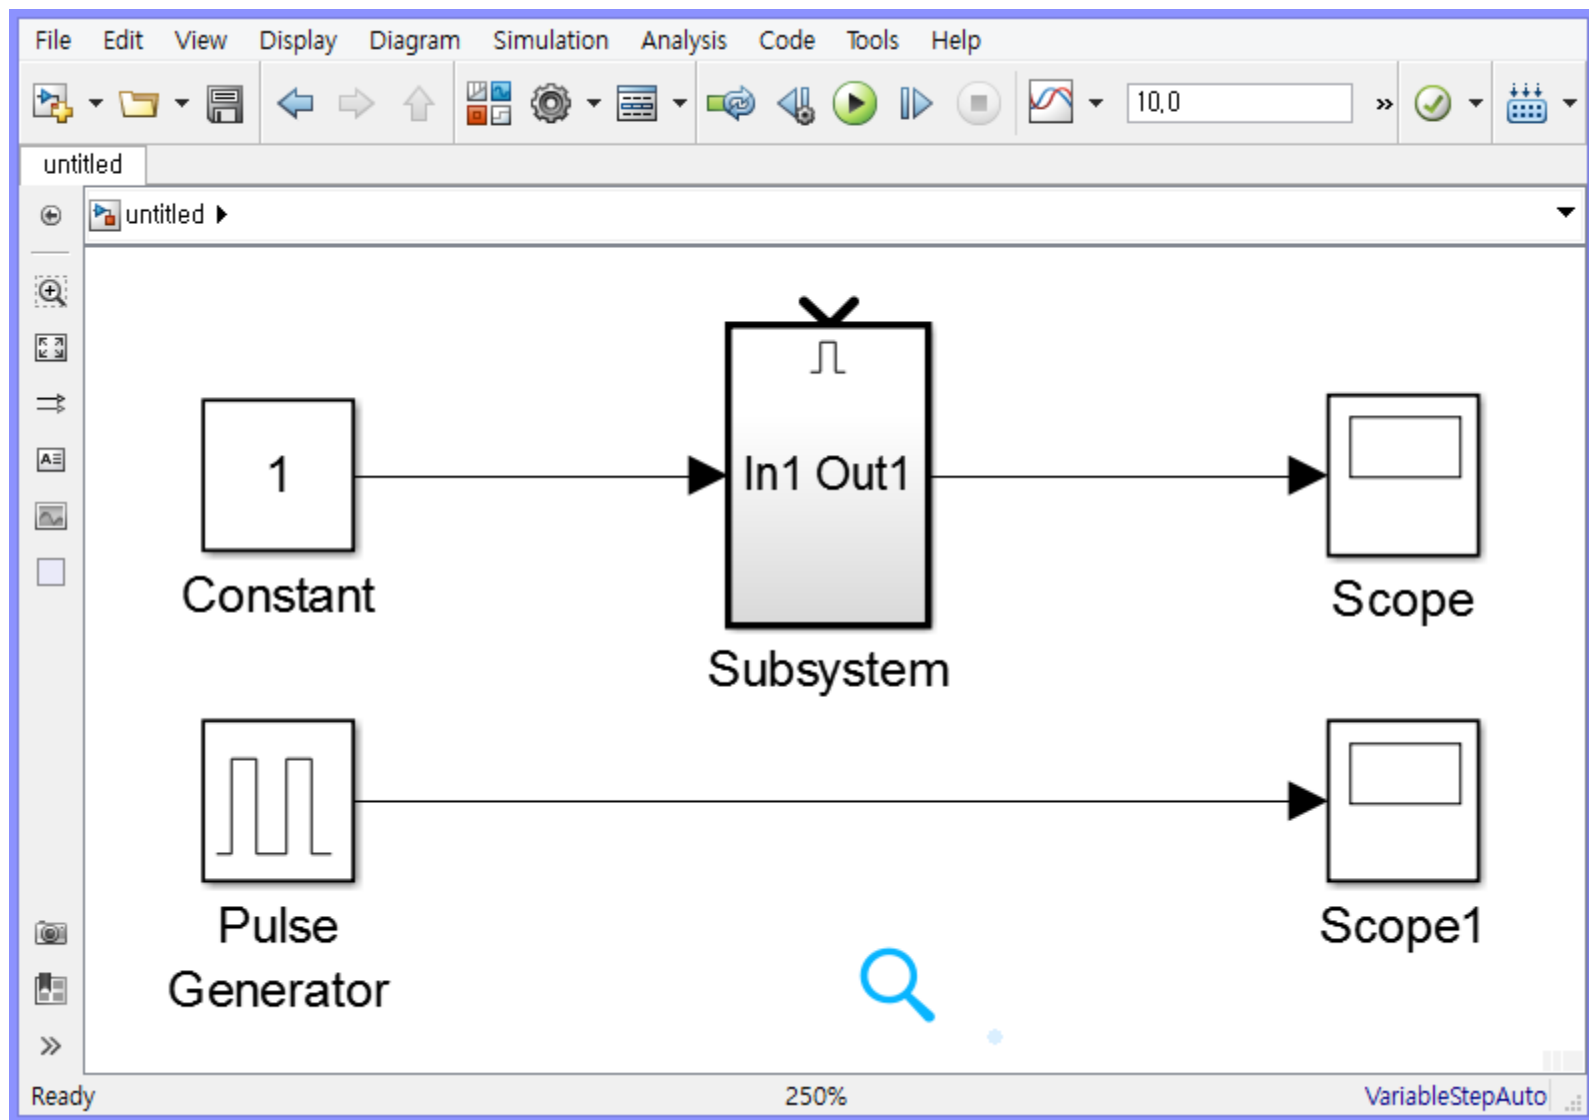 File Edit View Display Diagram Simulation Analysis Code Tools Help
10,0
untitled
untitled
1
In1 Out1
Constant
Subsystem
Scope
Pulse
Generator
Scope1
Ready 250% VariableStepAuto